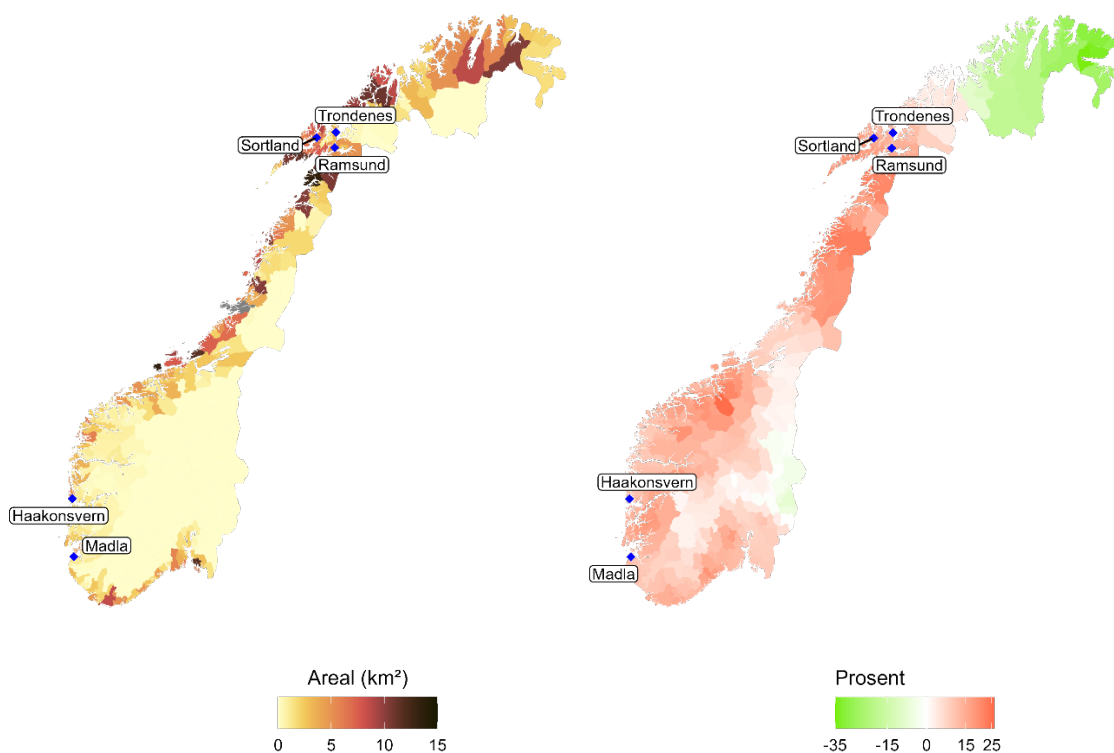 Trondenes
Sortland
Ramsund
Haakonsvern
Madla
Areal (km²)
0 5 10 15
Trondenes
Sortland
Ramsund
Haakonsvern
Madla
Prosent
-35 -15 0 15 25